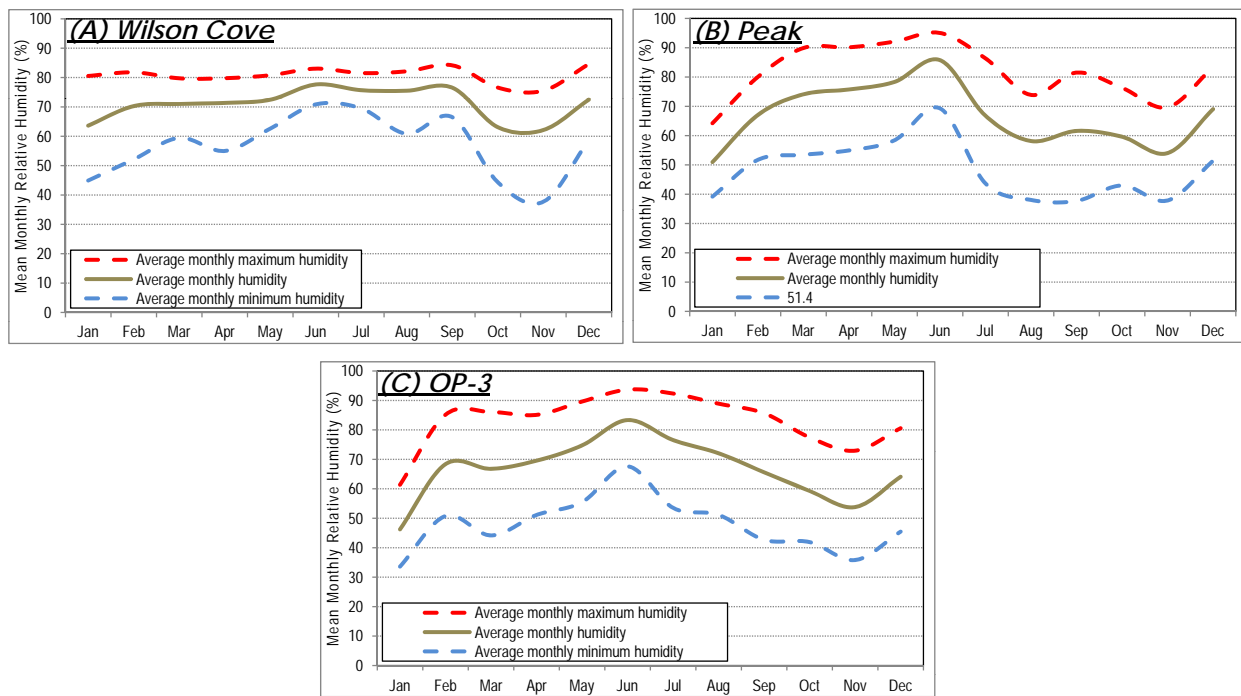 (A) Wilson Cove
Mean Monthly Relative Humidity (%)
100
90
80
70
60
50
40
30
20
10
0
Average monthly maximum humidity
Average monthly humidity
Average monthly minimum humidity
Jan Feb Mar Apr May Jun Jul Aug Sep Oct Nov Dec
(B) Peak
Mean Monthly Relative Humidity (%)
100
90
80
70
60
50
40
30
20
10
0
Average monthly maximum humidity
Average monthly humidity
51.4
Jan Feb Mar Apr May Jun Jul Aug Sep Oct Nov Dec
(C) OP-3
Mean Monthly Relative Humidity (%)
100
90
80
70
60
50
40
30
20
10
0
Average monthly maximum humidity
Average monthly humidity
Average monthly minimum humidity
Jan Feb Mar Apr May Jun Jul Aug Sep Oct Nov Dec